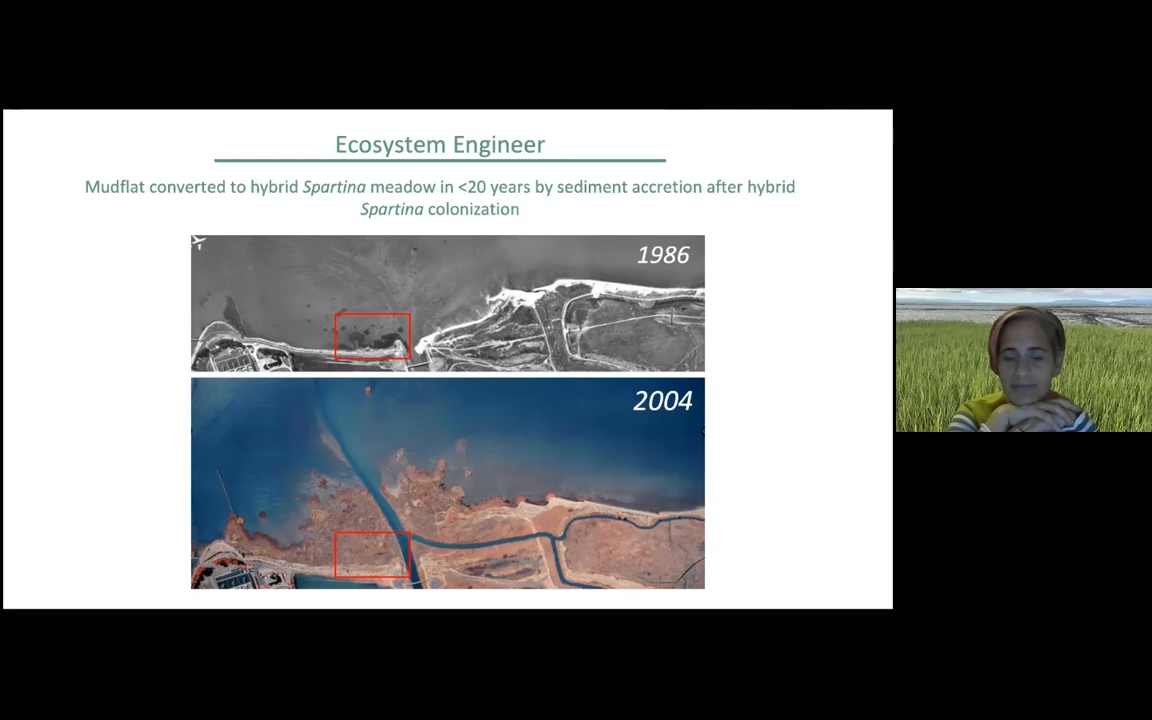 Ecosystem Engineer
Mudflat converted to hybrid Spartina meadow in <20 years by sediment accretion after hybrid
Spartina colonization
1986
2004